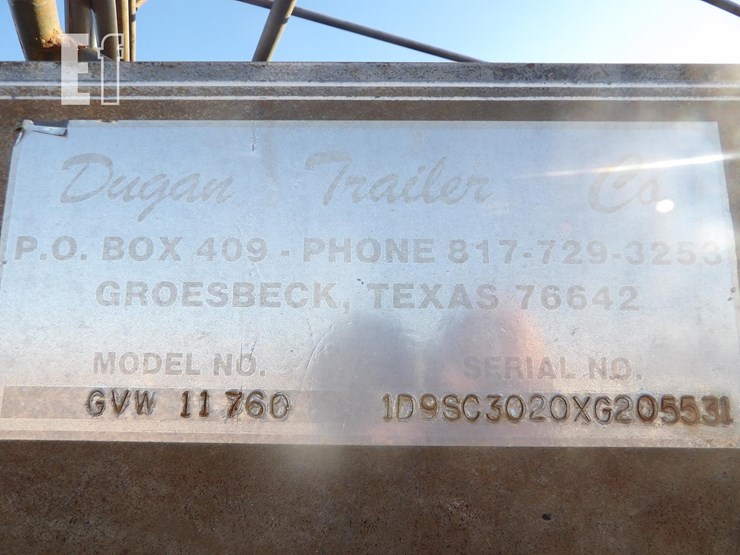 E1
Dugan Trailer Co.
P.O. BOX 409 - PHONE 817-729-3253
GROESBECK, TEXAS 76642
MODEL NO. SERIAL NO.
GVW 11760 1D9SC3020XG205531